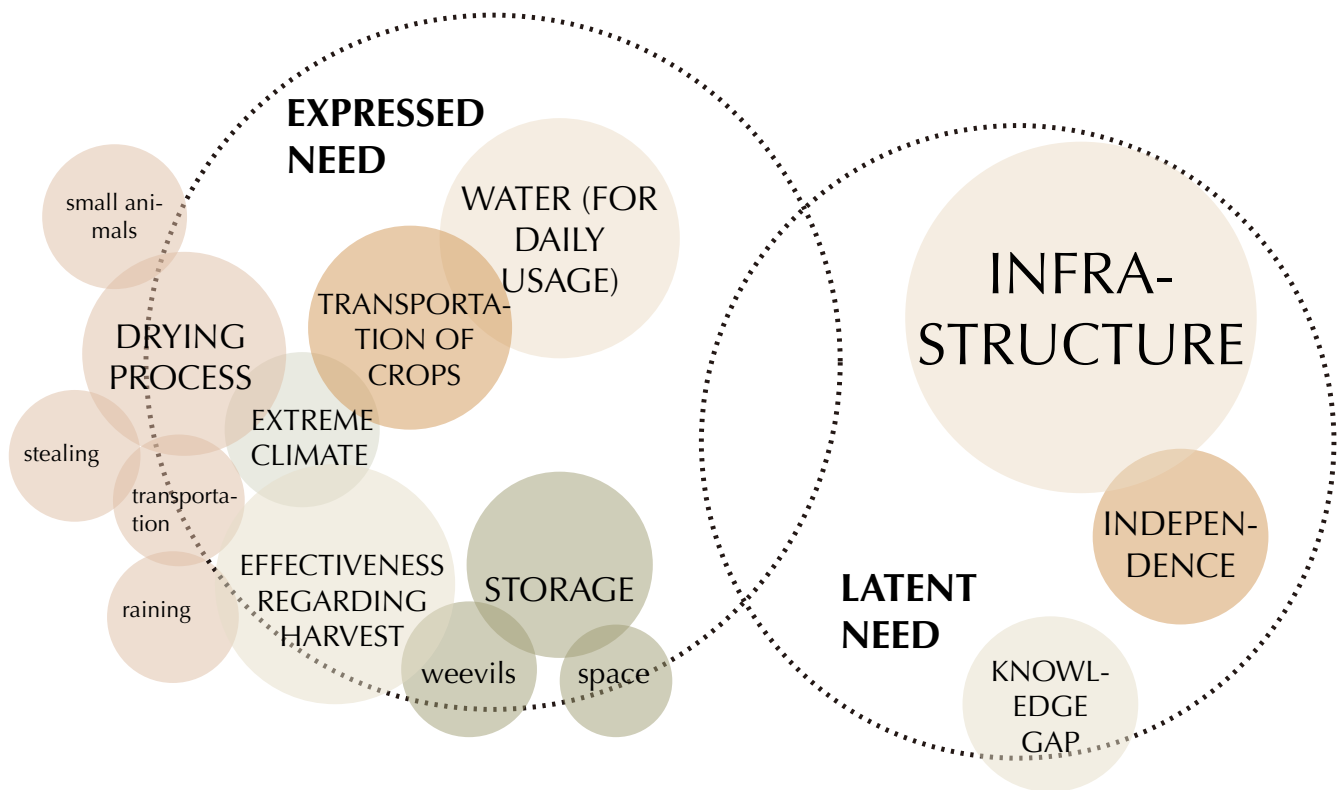 EXPRESSED
NEED
WATER (FOR
DAILY
USAGE)
small ani-
mals
TRANSPORTA-
TION OF
CROPS
DRYING
PROCESS
EXTREME
CLIMATE
stealing
transporta-
tion
raining
EFFECTIVENESS
REGARDING
HARVEST
STORAGE
weevils
space
INFRA-
STRUCTURE
INDEPEN-
DENCE
LATENT
NEED
KNOWL-
EDGE
GAP